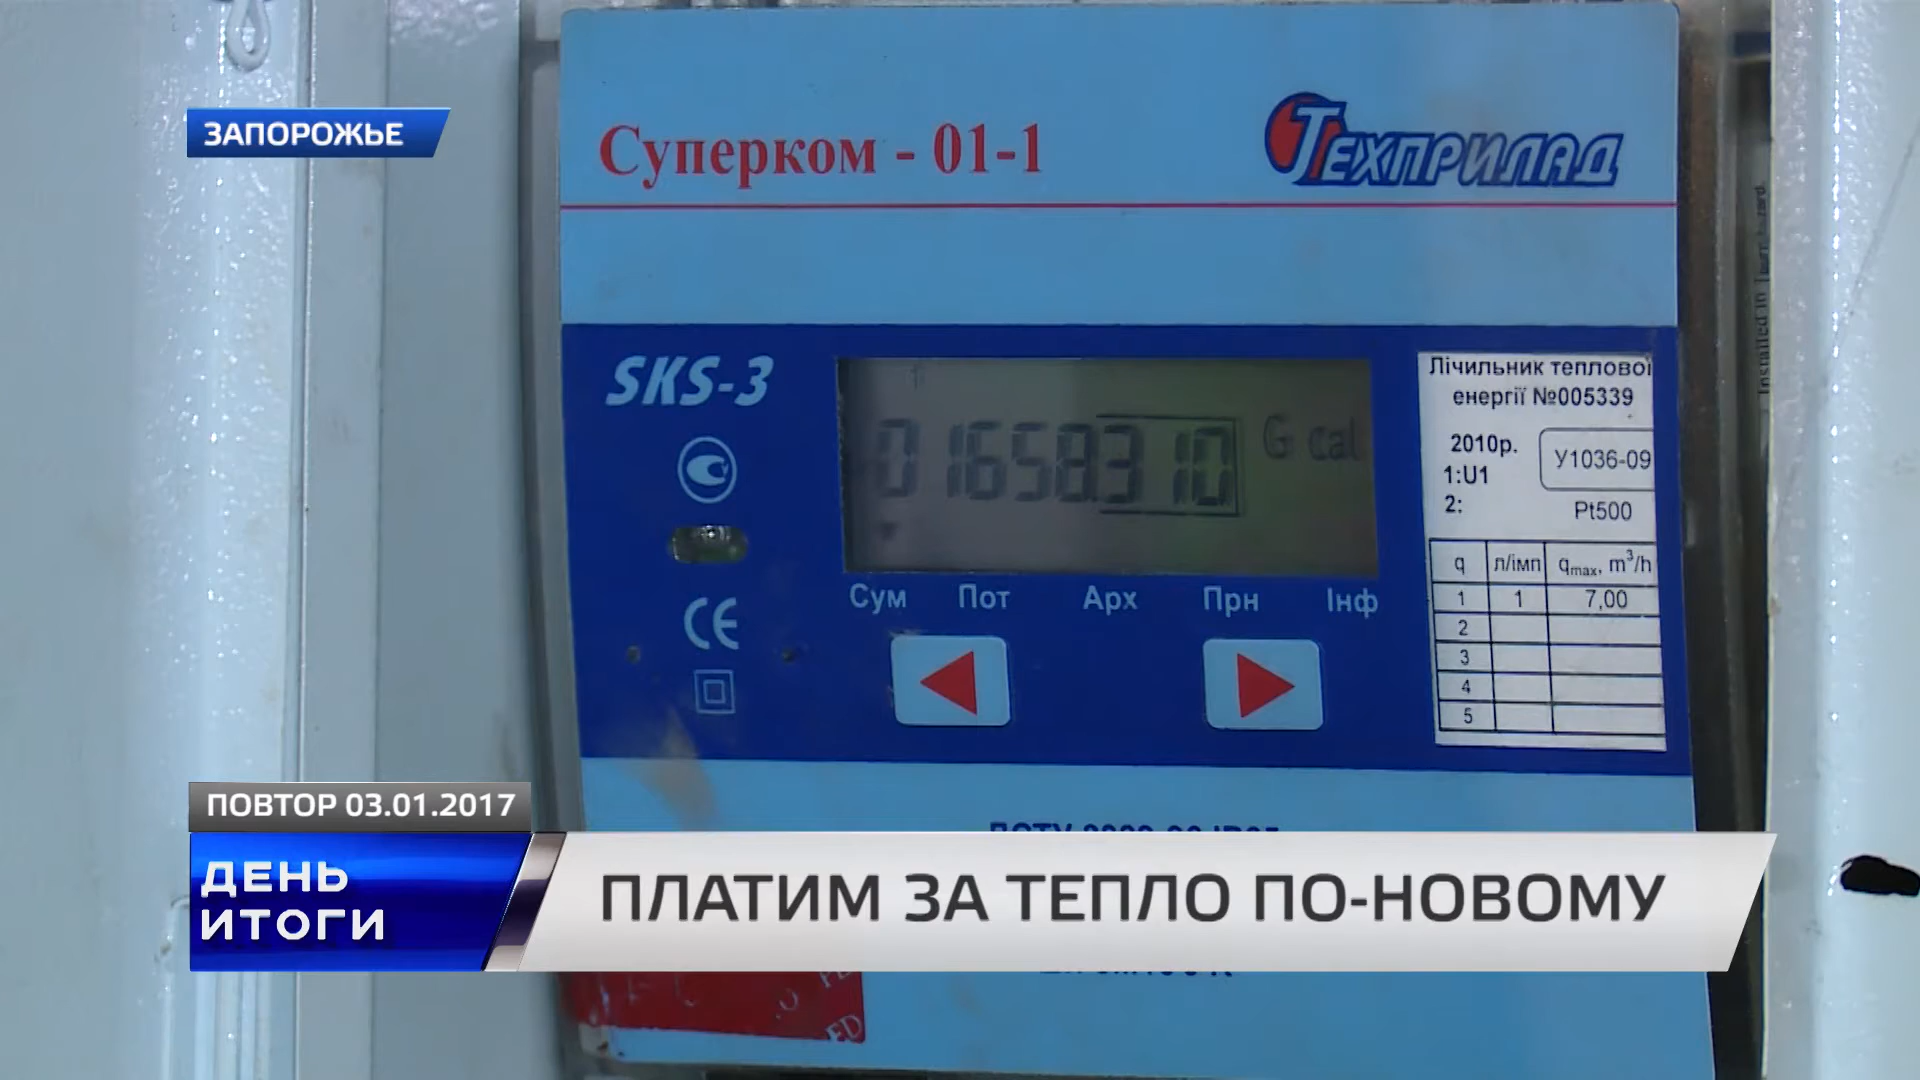 ЗАПОРОЖЬЕ
Суперком - 01-1
ТЕХПРИЛАД
SKS-3
01658.310 G cal
Сум Пот Арх Прн Інф
CE
Лічильник теплової
енергії №005339
2010р.
У1036-09
1:U1
2:
Pt500
q л/імп qmax, m³/h
1 1 7,00
2
3
4
5
ПОВТОР 03.01.2017
ДЕНЬ
ИТОГИ
ПЛАТИМ ЗА ТЕПЛО ПО-НОВОМУ